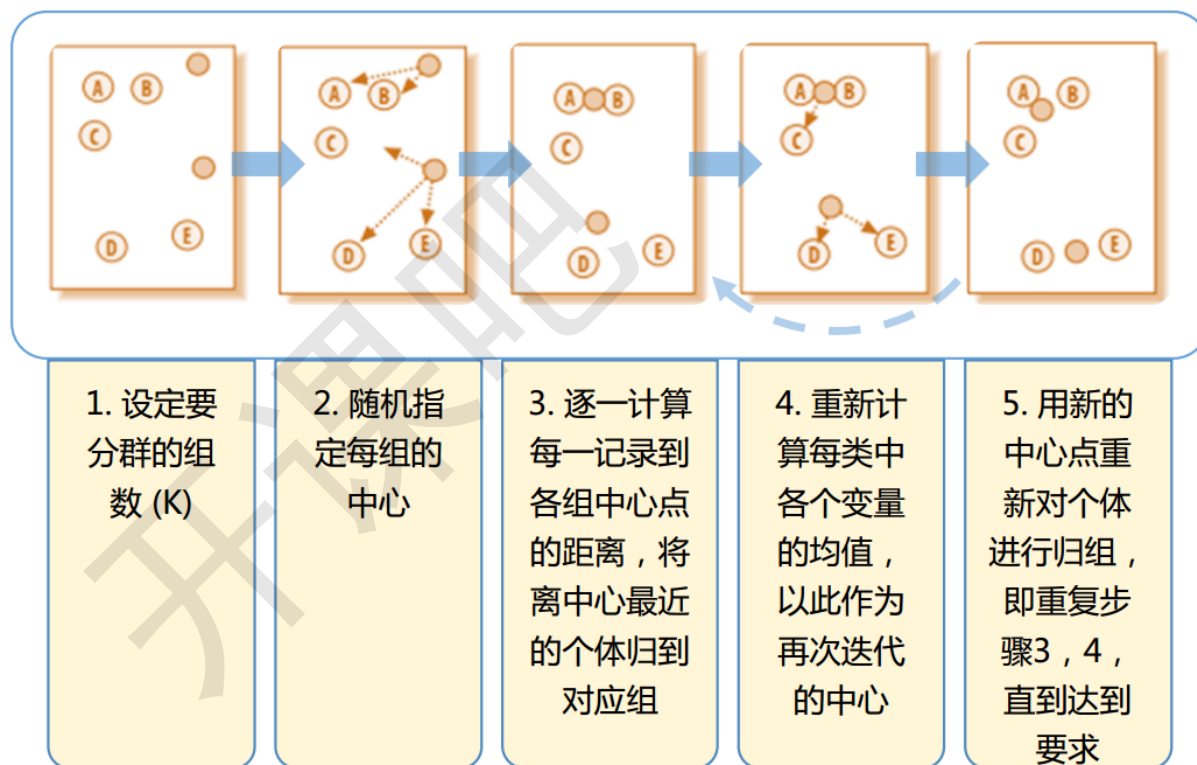 A B
C
D E
A B
C
D E
A B
C
D E
A B
C
D E
A B
C
D E
1. 设定要
分群的组
数 (K)
2. 随机指
定每组的
中心
3. 逐一计算
每一记录到
各组中心点
的距离，将
离中心最近
的个体归到
对应组
4. 重新计
算每类中
各个变量
的均值，
以此作为
再次迭代
的中心
5. 用新的
中心点重
新对个体
进行归组，
即重复步
骤3，4，
直到达到
要求
开课吧